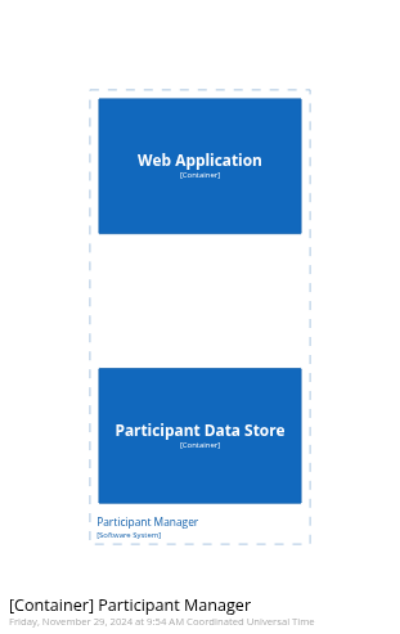 Web Application
[Container]
Participant Data Store
[Container]
Participant Manager
[Software System]
[Container] Participant Manager
Friday, November 29, 2024 at 9:54 AM Coordinated Universal Time